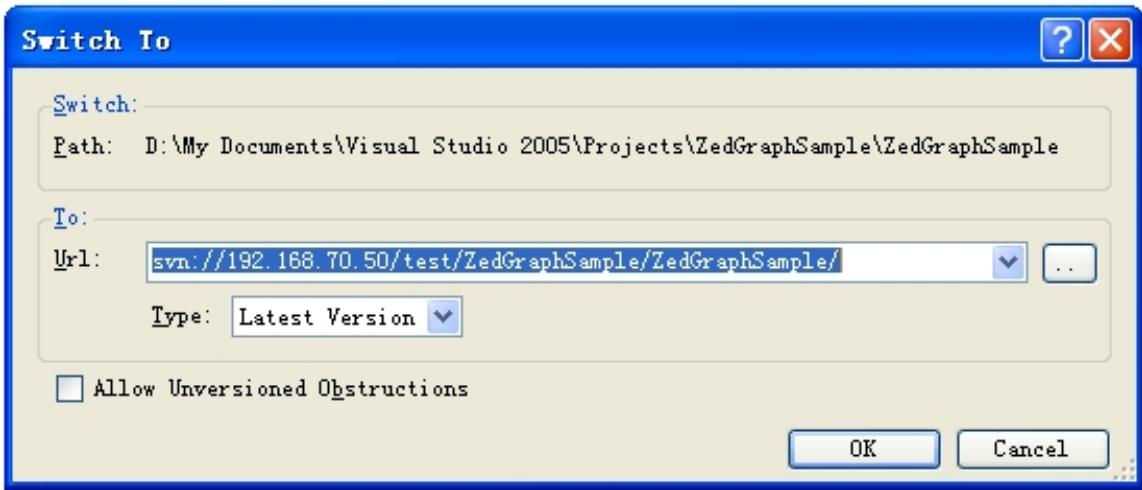 Switch To
Switch:
Path: D:\My Documents\Visual Studio 2005\Projects\ZedGraphSample\ZedGraphSample
To:
Url: svn://192.168.70.50/test/ZedGraphSample/ZedGraphSample/ ..
Type: Latest Version
Allow Unversioned Obstructions
OK Cancel